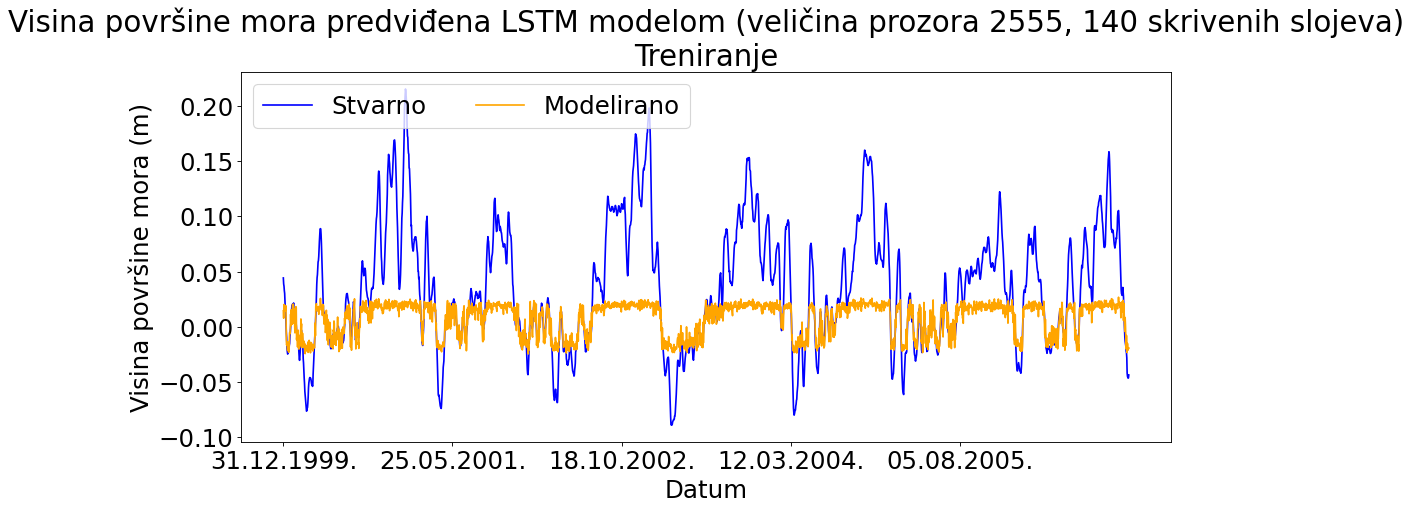 Visina površine mora predviđena LSTM modelom (veličina prozora 2555, 140 skrivenih slojeva)
Treniranje
Stvarno Modelirano
Visina površine mora (m)
0.20
0.15
0.10
0.05
0.00
−0.05
−0.10
31.12.1999. 25.05.2001. 18.10.2002. 12.03.2004. 05.08.2005.
Datum